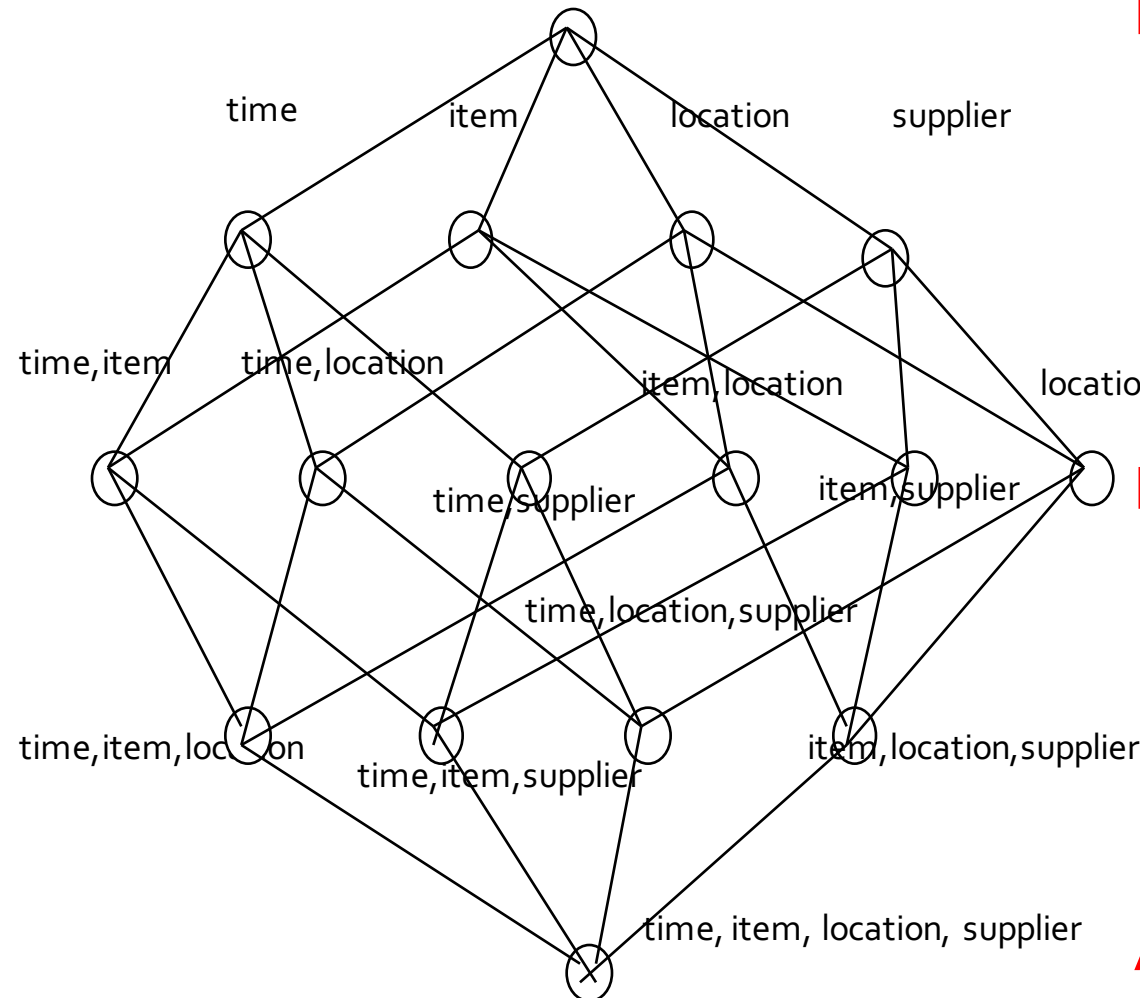 time
item
location
supplier
time,item
time,location
item,location
locatio
time,supplier
item,supplier
time,location,supplier
time,item,location
time,item,supplier
item,location,supplier
time, item, location, supplier